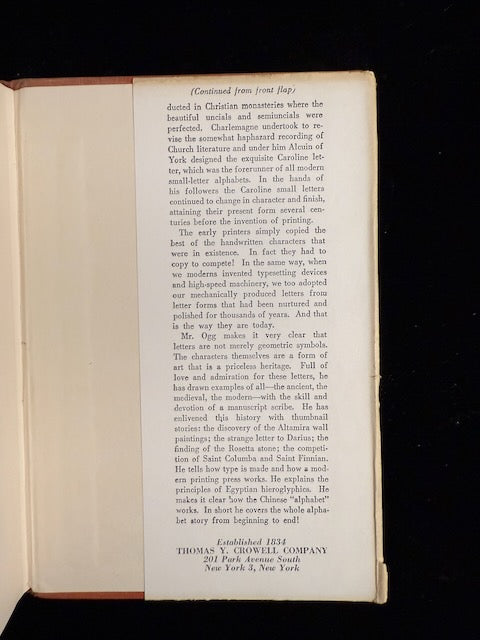 (Continued from front flap)
ducted in Christian monasteries where the
beautiful uncials and semiuncials were
perfected. Charlemagne undertook to re-
vise the somewhat haphazard recording of
Church literature and under him Alcuin of
York designed the exquisite Caroline let-
ter, which was the forerunner of all modern
small-letter alphabets. In the hands of
his followers the Caroline small letters
continued to change in character and finish,
attaining their present form several cen-
turies before the invention of printing.
The early printers simply copied the
best of the handwritten characters that
were in existence. In fact they had to
copy to compete! In the same way, when
we moderns invented typesetting devices
and high-speed machinery, we too adopted
our mechanically produced letters from
letter forms that had been nurtured and
polished for thousands of years. And that
is the way they are today.
Mr. Ogg makes it very clear that
letters are not merely geometric symbols.
The characters themselves are a form of
art that is a priceless heritage. Full of
love and admiration for these letters, he
has drawn examples of all—the ancient, the
medieval, the modern—with the skill and
devotion of a manuscript scribe. He has
enlivened this history with thumbnail
stories: the discovery of the Altamira wall
paintings; the strange letter to Darius; the
finding of the Rosetta stone; the competi-
tion of Saint Columba and Saint Finnian.
He tells how type is made and how a mod-
ern printing press works. He explains the
principles of Egyptian hieroglyphics. He
makes it clear how the Chinese "alphabet"
works. In short he covers the whole alpha-
bet story from beginning to end!
Established 1834
THOMAS Y. CROWELL COMPANY
201 Park Avenue South
New York 3, New York